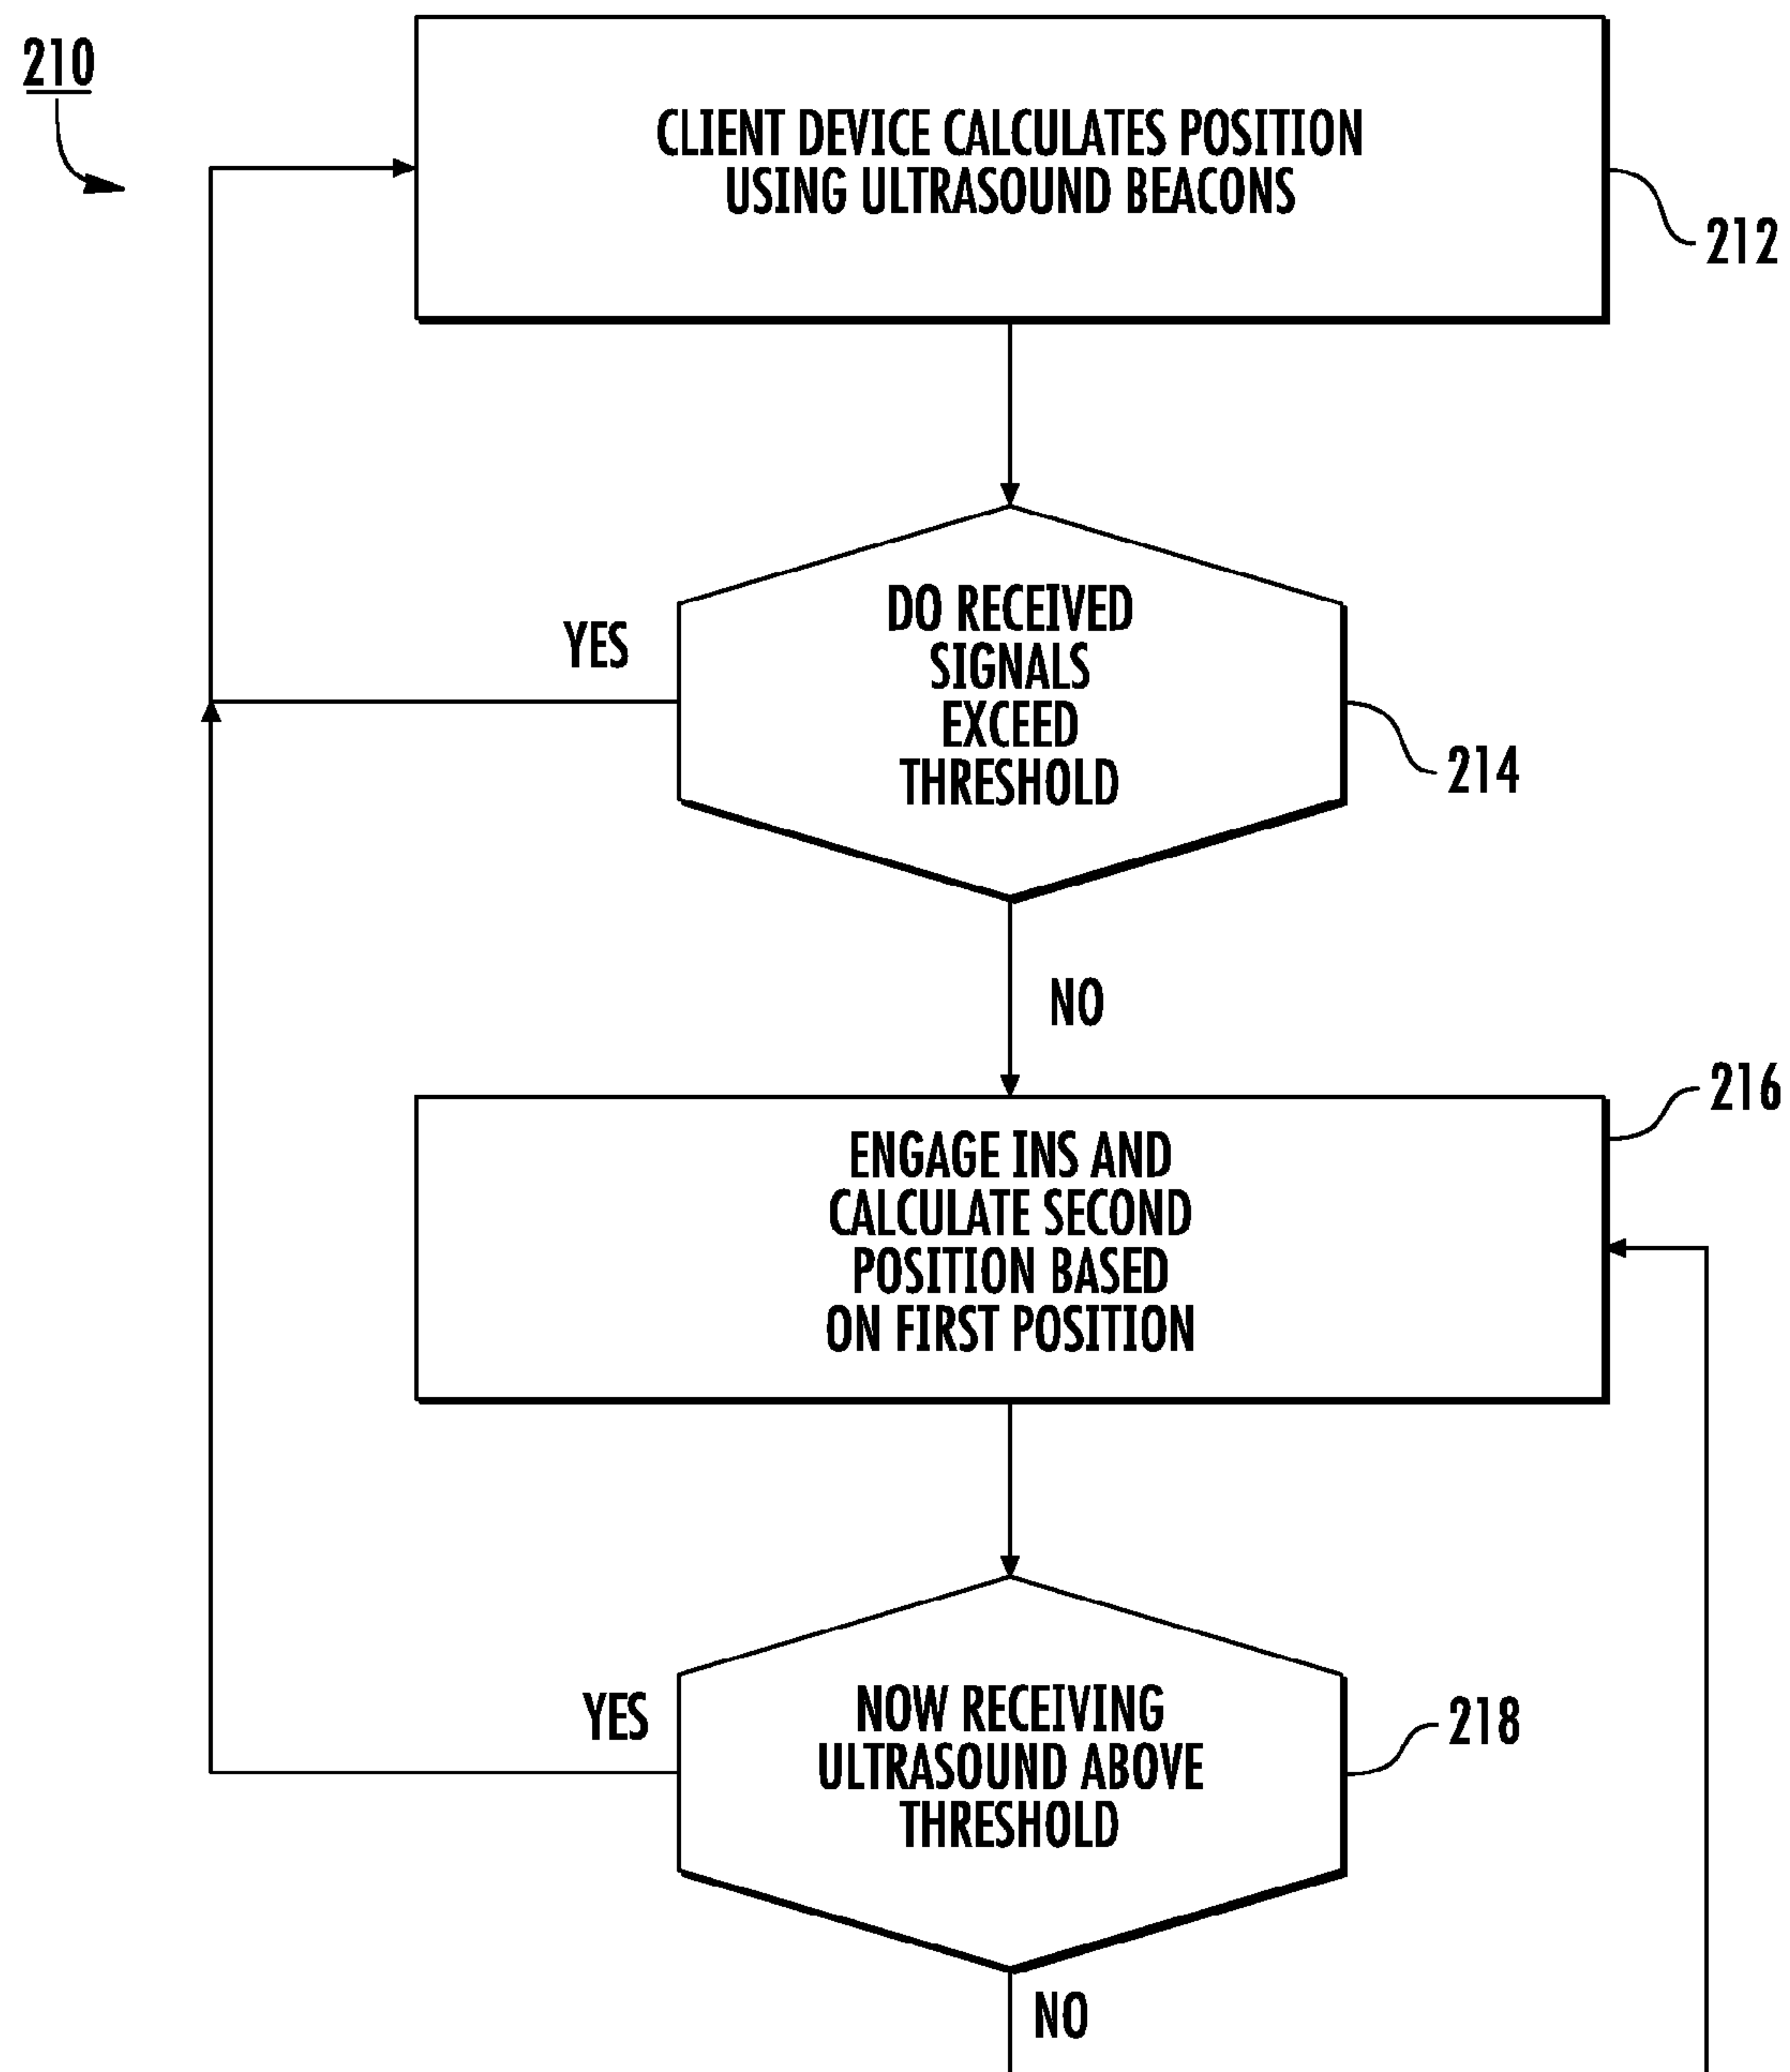 210
CLIENT DEVICE CALCULATES POSITION
USING ULTRASOUND BEACONS
212
DO RECEIVED
SIGNALS
EXCEED
THRESHOLD
YES
214
NO
216
ENGAGE INS AND
CALCULATE SECOND
POSITION BASED
ON FIRST POSITION
NOW RECEIVING
ULTRASOUND ABOVE
THRESHOLD
YES
218
NO